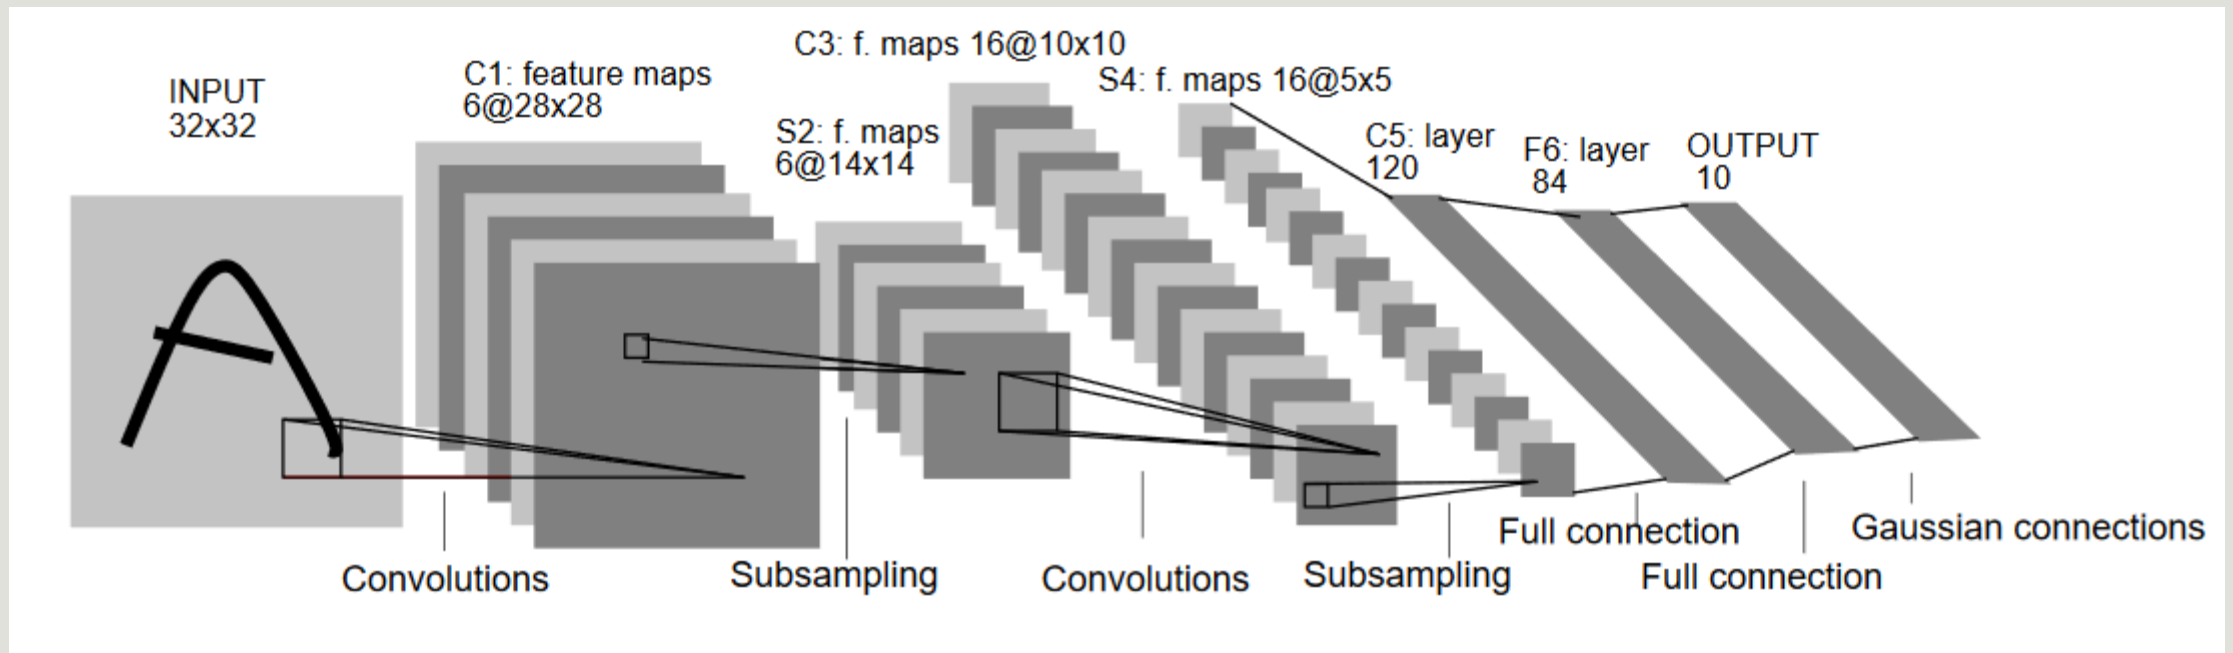 INPUT
32x32
C1: feature maps
6@28x28
S2: f. maps
6@14x14
C3: f. maps 16@10x10
S4: f. maps 16@5x5
C5: layer
120
F6: layer
84
OUTPUT
10
Convolutions
Subsampling
Convolutions
Subsampling
Full connection
Full connection
Gaussian connections